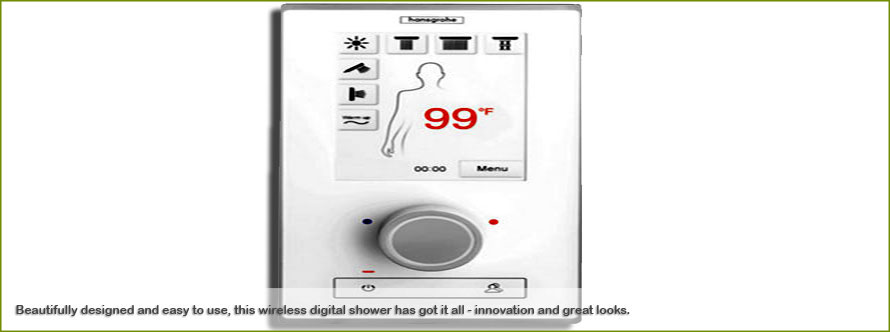 hansgrohe
Warm up
99°F
00:00 Menu
Beautifully designed and easy to use, this wireless digital shower has got it all - innovation and great looks.